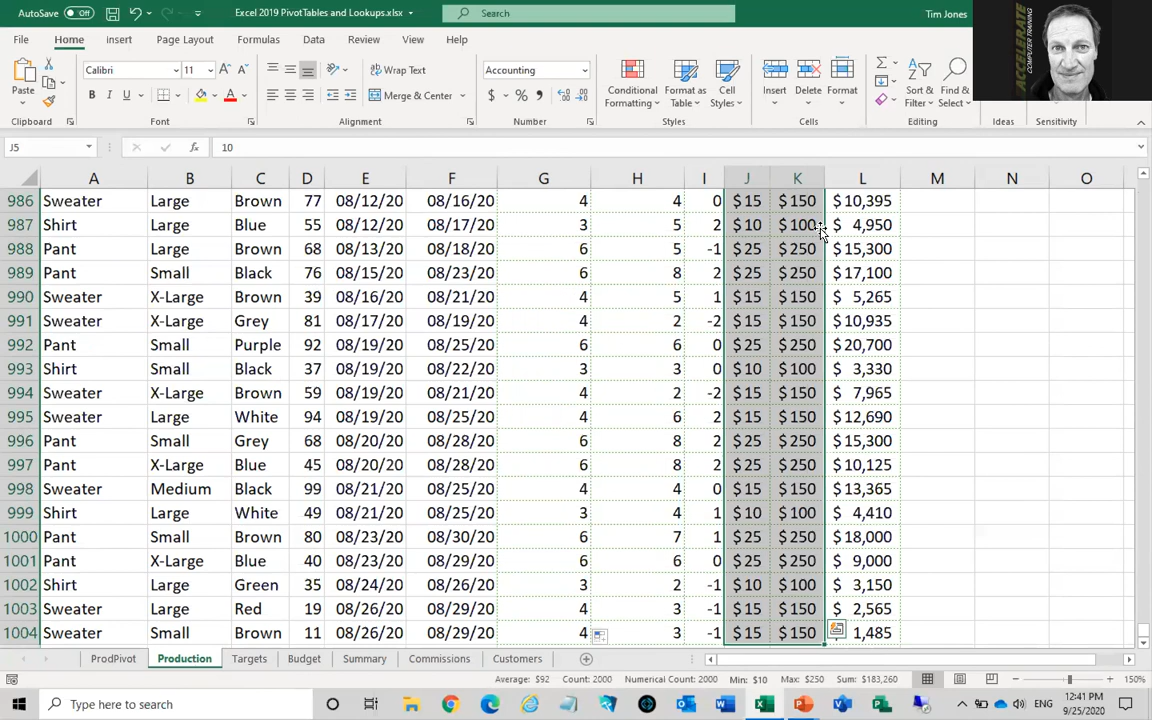 AutoSave Off Excel 2019 PivotTables and Lookups.xlsx Search Tim Jones
ACCELERATE
COMPUTER TRAINING
File Home Insert Page Layout Formulas Data Review View Help
Calibri 11 A A Wrap Text Accounting
Paste B I U A Merge & Center $ % Conditional Formatting Format as Table Cell Styles Insert Delete Format Sort & Filter Find & Select
Clipboard Font Alignment Number Styles Cells Editing Ideas Sensitivity
J5 fx 10
A B C D E F G H I J K L M N O
986 Sweater Large Brown 77 08/12/20 08/16/20 4 4 0 $15 $150 $10,395
987 Shirt Large Blue 55 08/12/20 08/17/20 3 5 2 $10 $100 $ 4,950
988 Pant Large Brown 68 08/13/20 08/18/20 6 5 -1 $25 $250 $15,300
989 Pant Small Black 76 08/15/20 08/23/20 6 8 2 $25 $250 $17,100
990 Sweater X-Large Brown 39 08/16/20 08/21/20 4 5 1 $15 $150 $ 5,265
991 Sweater X-Large Grey 81 08/17/20 08/19/20 4 2 -2 $15 $150 $10,935
992 Pant Small Purple 92 08/19/20 08/25/20 6 6 0 $25 $250 $20,700
993 Shirt Small Black 37 08/19/20 08/22/20 3 3 0 $10 $100 $ 3,330
994 Sweater X-Large Brown 59 08/19/20 08/21/20 4 2 -2 $15 $150 $ 7,965
995 Sweater Large White 94 08/19/20 08/25/20 4 6 2 $15 $150 $12,690
996 Pant Small Grey 68 08/20/20 08/28/20 6 8 2 $25 $250 $15,300
997 Pant X-Large Blue 45 08/20/20 08/28/20 6 8 2 $25 $250 $10,125
998 Sweater Medium Black 99 08/21/20 08/25/20 4 4 0 $15 $150 $13,365
999 Shirt Large White 49 08/21/20 08/25/20 3 4 1 $10 $100 $ 4,410
1000 Pant Small Brown 80 08/23/20 08/30/20 6 7 1 $25 $250 $18,000
1001 Pant X-Large Blue 40 08/23/20 08/29/20 6 6 0 $25 $250 $ 9,000
1002 Shirt Large Green 35 08/24/20 08/26/20 3 2 -1 $10 $100 $ 3,150
1003 Sweater Large Red 19 08/26/20 08/29/20 4 3 -1 $15 $150 $ 2,565
1004 Sweater Small Brown 11 08/26/20 08/29/20 4 3 -1 $15 $150 $ 1,485
ProdPivot Production Targets Budget Summary Commissions Customers
Average: $92 Count: 2000 Numerical Count: 2000 Min: $10 Max: $250 Sum: $183,260 150%
Type here to search ENG 12:41 PM
9/25/2020